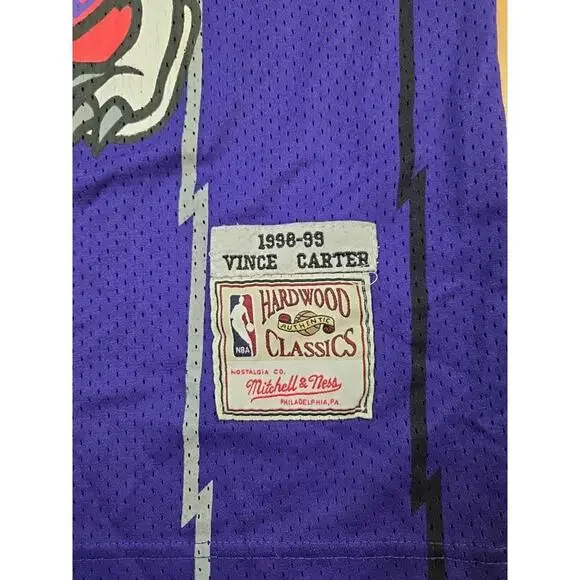 1998-99
VINCE CARTER
HARDWOOD
AUTHENTIC
CLASSICS
NBA
NOSTALGIA CO.
Mitchell & Ness
PHILADELPHIA, PA.